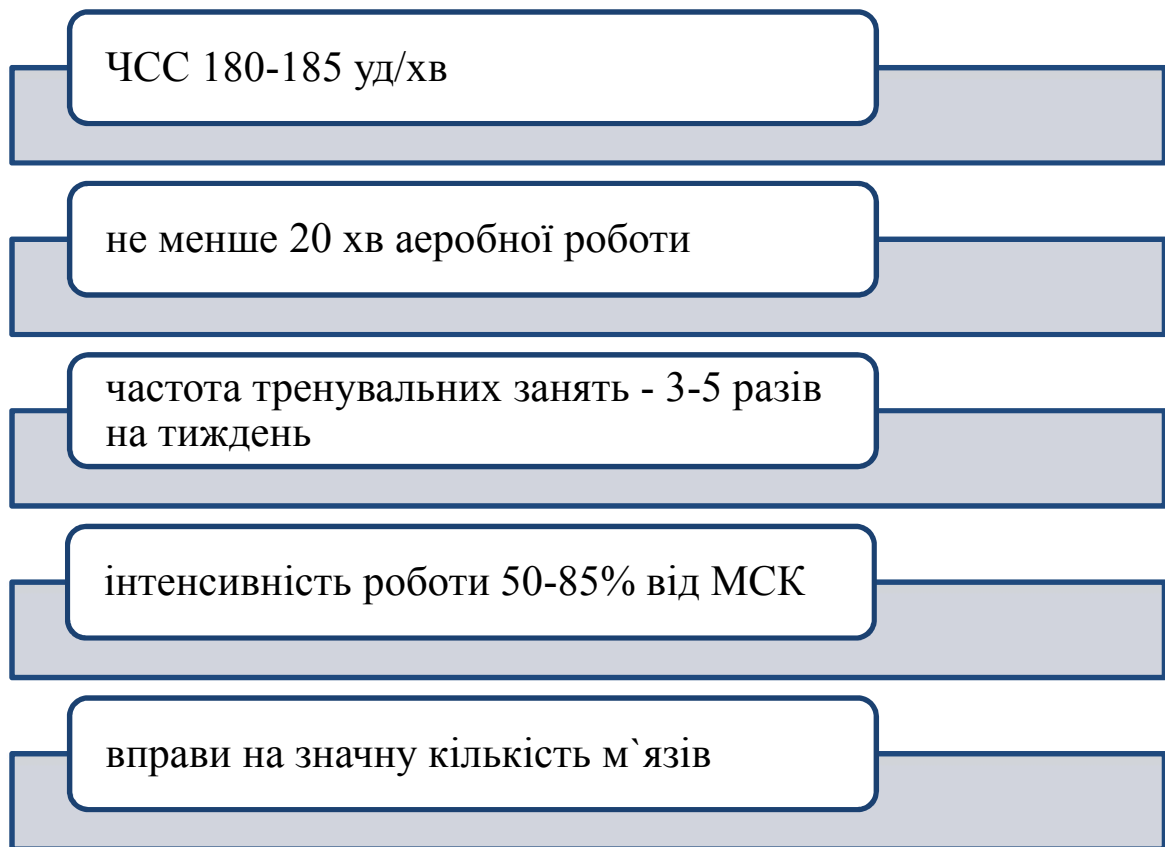 ЧСС 180-185 уд/хв
не менше 20 хв аеробної роботи
частота тренувальних занять - 3-5 разів
на тиждень
інтенсивність роботи 50-85% від МСК
вправи на значну кількість м`язів